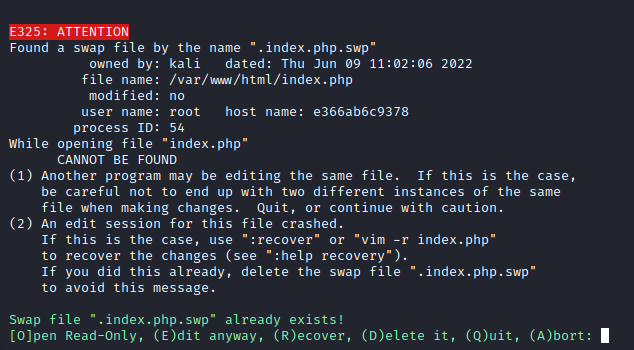 E325: ATTENTION
Found a swap file by the name ".index.php.swp"
          owned by: kali   dated: Thu Jun 09 11:02:06 2022
         file name: /var/www/html/index.php
          modified: no
         user name: root   host name: e366ab6c9378
        process ID: 54
While opening file "index.php"
      CANNOT BE FOUND
(1) Another program may be editing the same file.  If this is the case,
    be careful not to end up with two different instances of the same
    file when making changes.  Quit, or continue with caution.
(2) An edit session for this file crashed.
    If this is the case, use ":recover" or "vim -r index.php"
    to recover the changes (see ":help recovery").
    If you did this already, delete the swap file ".index.php.swp"
    to avoid this message.

Swap file ".index.php.swp" already exists!
[O]pen Read-Only, (E)dit anyway, (R)ecover, (D)elete it, (Q)uit, (A)bort: